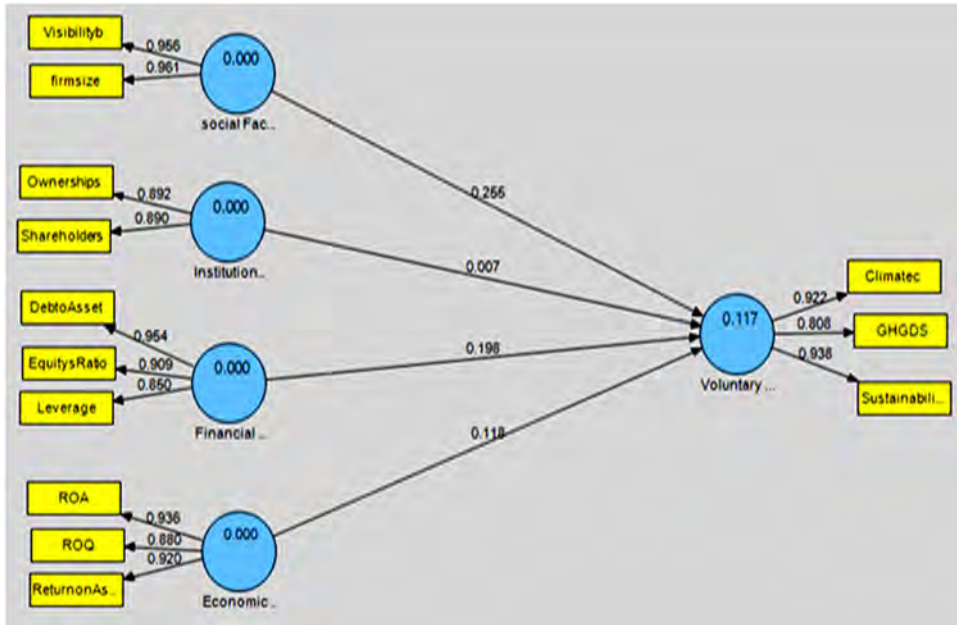 Visibilityb
0.956
0.000
firmsize
0.961
social Fac..
0.255
Ownerships
0.892
0.000
Shareholders
0.890
Institution...
0.007
Climatec
0.922
DebtoAsset
0.954
0.117
0.808
GHGDS
EquitysRatio
0.909
0.000
0.198
0.938
Leverage
0.850
Voluntary ...
Sustainabili...
Financial ...
0.118
ROA
0.936
0.000
ROQ
0.880
0.920
ReturnonAs...
Economic...